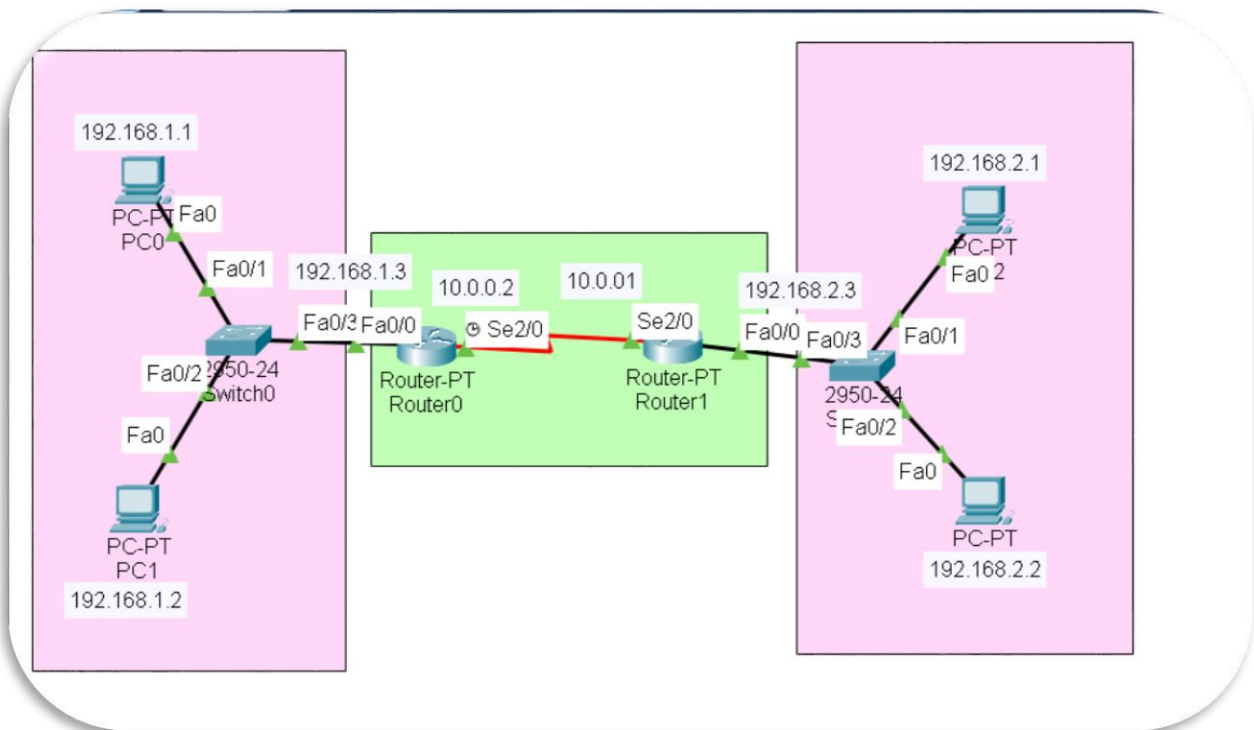 192.168.1.1
PC-PT
PC0
Fa0
Fa0/1
Fa0/2
2950-24
Switch0
Fa0
PC-PT
PC1
192.168.1.2
192.168.1.3
Fa0/3
Fa0/0
10.0.0.2
Se2/0
Router-PT
Router0
10.0.01
Se2/0
Router-PT
Router1
192.168.2.3
Fa0/0
Fa0/3
192.168.2.1
PC-PT
Fa0
2
Fa0/1
2950-24
Fa0/2
Fa0
PC-PT
192.168.2.2